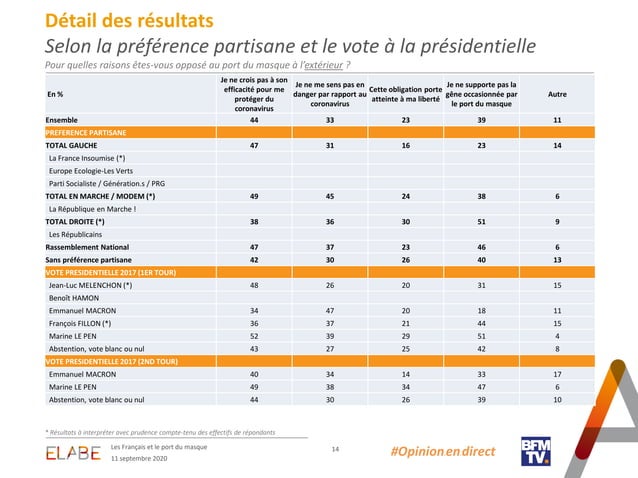 Détail des résultats
Selon la préférence partisane et le vote à la présidentielle
Pour quelles raisons êtes-vous opposé au port du masque à l'extérieur ?
En % Je ne crois pas à son efficacité pour me protéger du coronavirus Je ne me sens pas en danger par rapport au coronavirus Cette obligation porte atteinte à ma liberté Je ne supporte pas la gêne occasionnée par le port du masque Autre
Ensemble 44 33 23 39 11
PREFERENCE PARTISANE
TOTAL GAUCHE 47 31 16 23 14
La France Insoumise (*)
Europe Ecologie-Les Verts
Parti Socialiste / Génération.s / PRG
TOTAL EN MARCHE / MODEM (*) 49 45 24 38 6
La République en Marche !
TOTAL DROITE (*) 38 36 30 51 9
Les Républicains
Rassemblement National 47 37 23 46 6
Sans préférence partisane 42 30 26 40 13
VOTE PRESIDENTIELLE 2017 (1ER TOUR)
Jean-Luc MELENCHON (*) 48 26 20 31 15
Benoît HAMON
Emmanuel MACRON 34 47 20 18 11
François FILLON (*) 36 37 21 44 15
Marine LE PEN 52 39 29 51 4
Abstention, vote blanc ou nul 43 27 25 42 8
VOTE PRESIDENTIELLE 2017 (2ND TOUR)
Emmanuel MACRON 40 34 14 33 17
Marine LE PEN 49 38 34 47 6
Abstention, vote blanc ou nul 44 30 26 39 10
* Résultats à interpréter avec prudence compte-tenu des effectifs de répondants
ELABE
Les Français et le port du masque
11 septembre 2020
14
#Opinion en direct
BFM
TV.